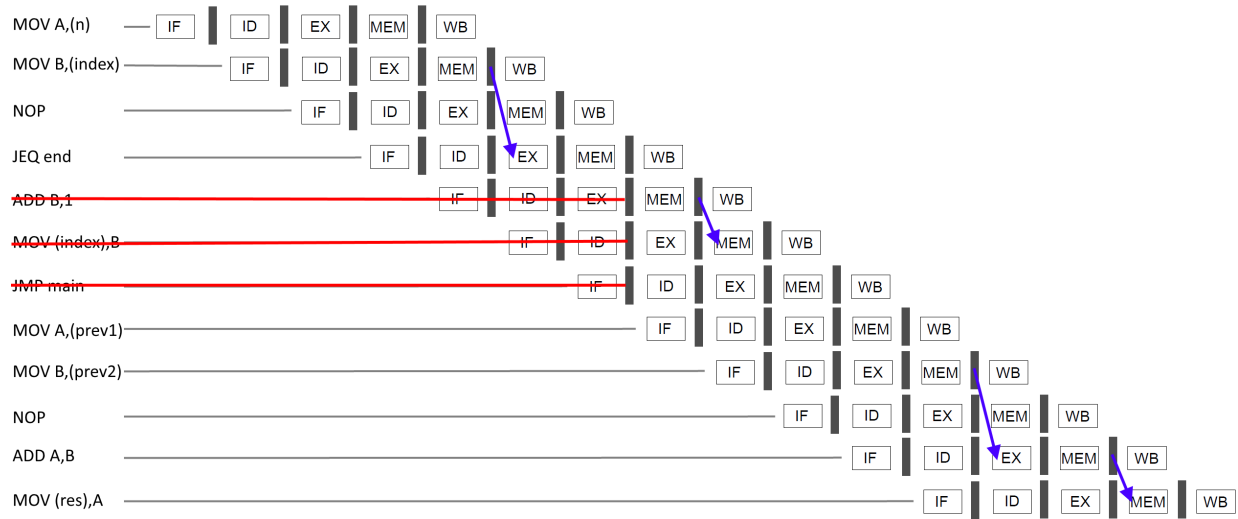 MOV A,(n) IF ID EX MEM WB
MOV B,(index) IF ID EX MEM WB
NOP IF ID EX MEM WB
JEQ end IF ID EX MEM WB
ADD B,1 IF ID EX MEM WB
MOV (index),B IF ID EX MEM WB
JMP main IF ID EX MEM WB
MOV A,(prev1) IF ID EX MEM WB
MOV B,(prev2) IF ID EX MEM WB
NOP IF ID EX MEM WB
ADD A,B IF ID EX MEM WB
MOV (res),A IF ID EX MEM WB